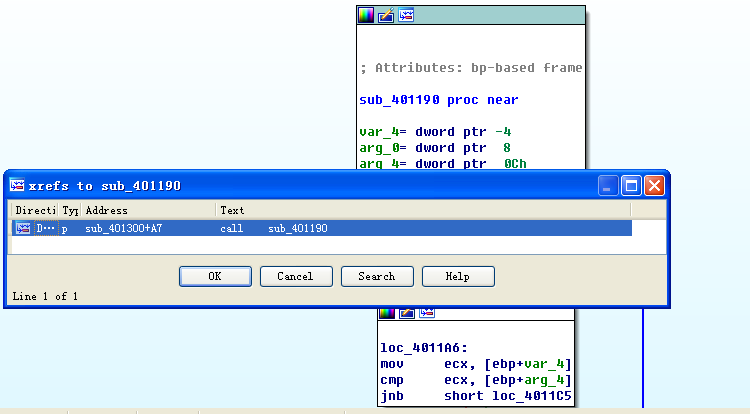 ; Attributes: bp-based frame
sub_401190 proc near
var_4= dword ptr -4
arg_0= dword ptr 8
arg_4= dword ptr 0Ch
xrefs to sub_401190
Directi Typ Address Text
D… p sub_401300+A7 call sub_401190
OK Cancel Search Help
Line 1 of 1
loc_4011A6:
mov ecx, [ebp+var_4]
cmp ecx, [ebp+arg_4]
jnb short loc_4011C5